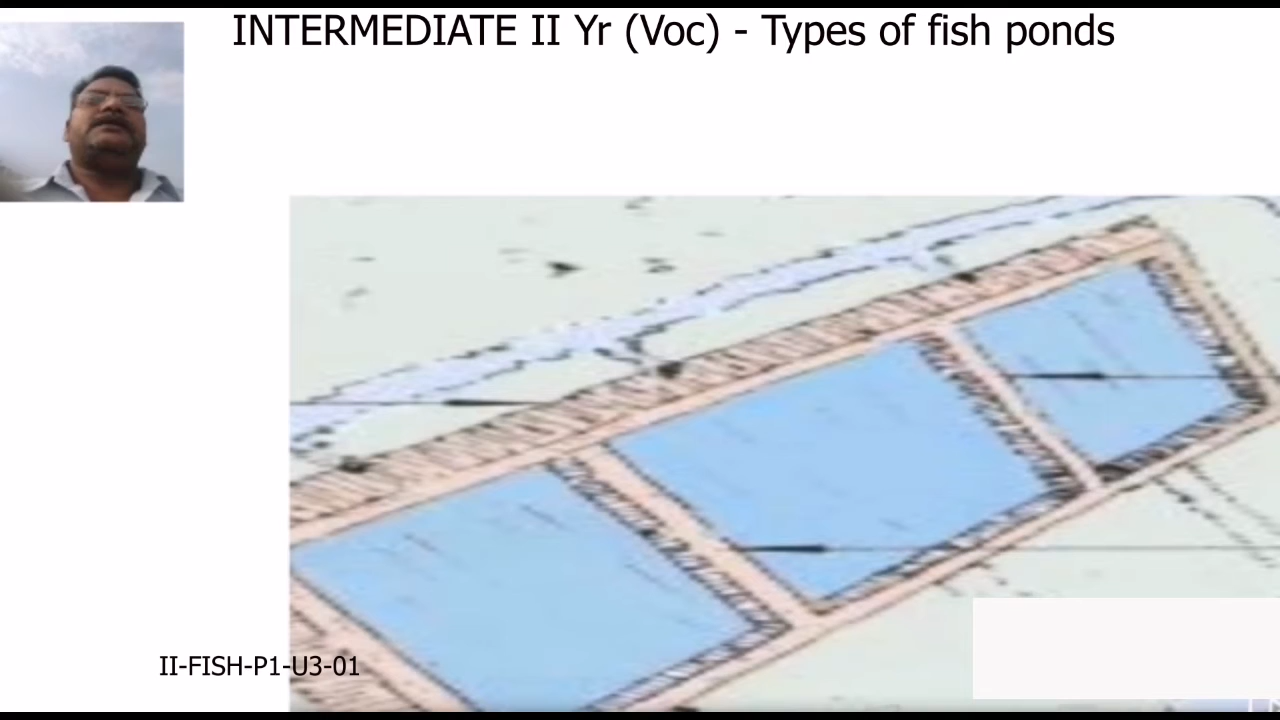 INTERMEDIATE II Yr (Voc) - Types of fish ponds
II-FISH-P1-U3-01